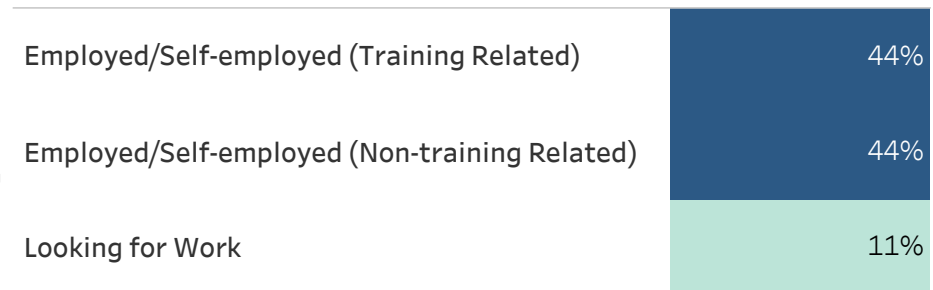 Employed/Self-employed (Training Related) 44%
Employed/Self-employed (Non-training Related) 44%
Looking for Work 11%